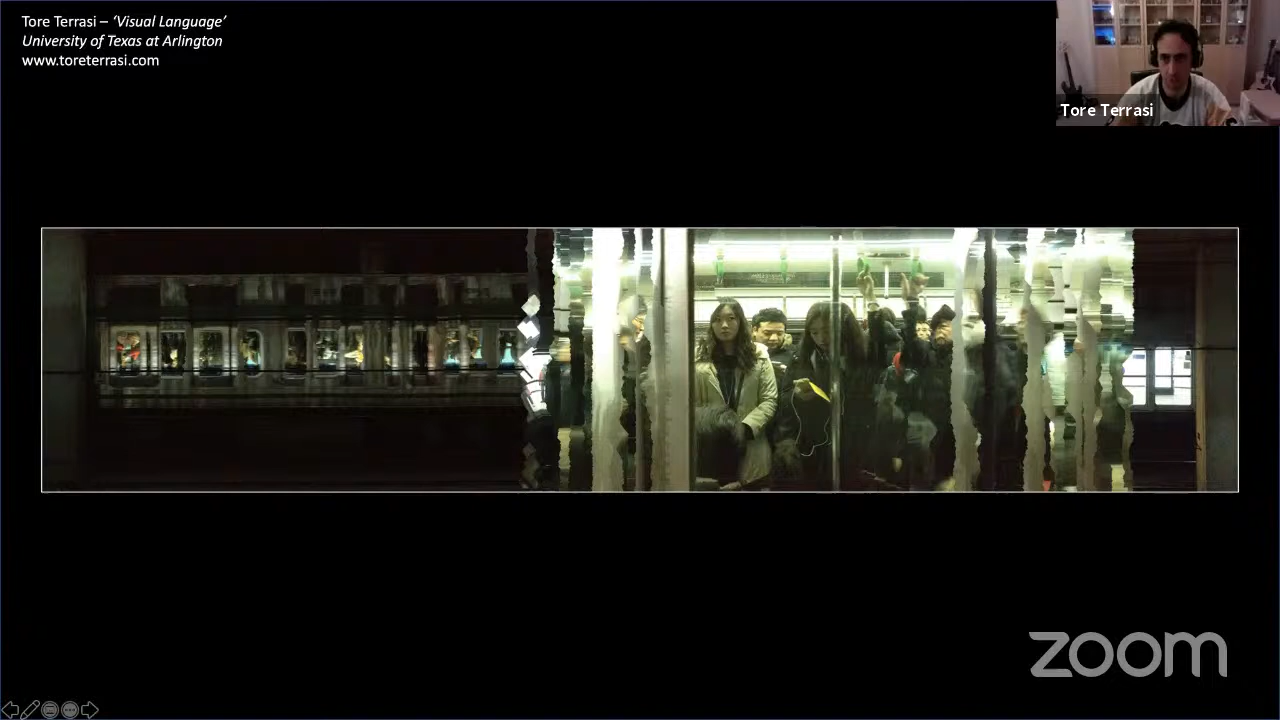 Tore Terrasi – ‘Visual Language’
University of Texas at Arlington
www.toreterrasi.com
Tore Terrasi
zoom